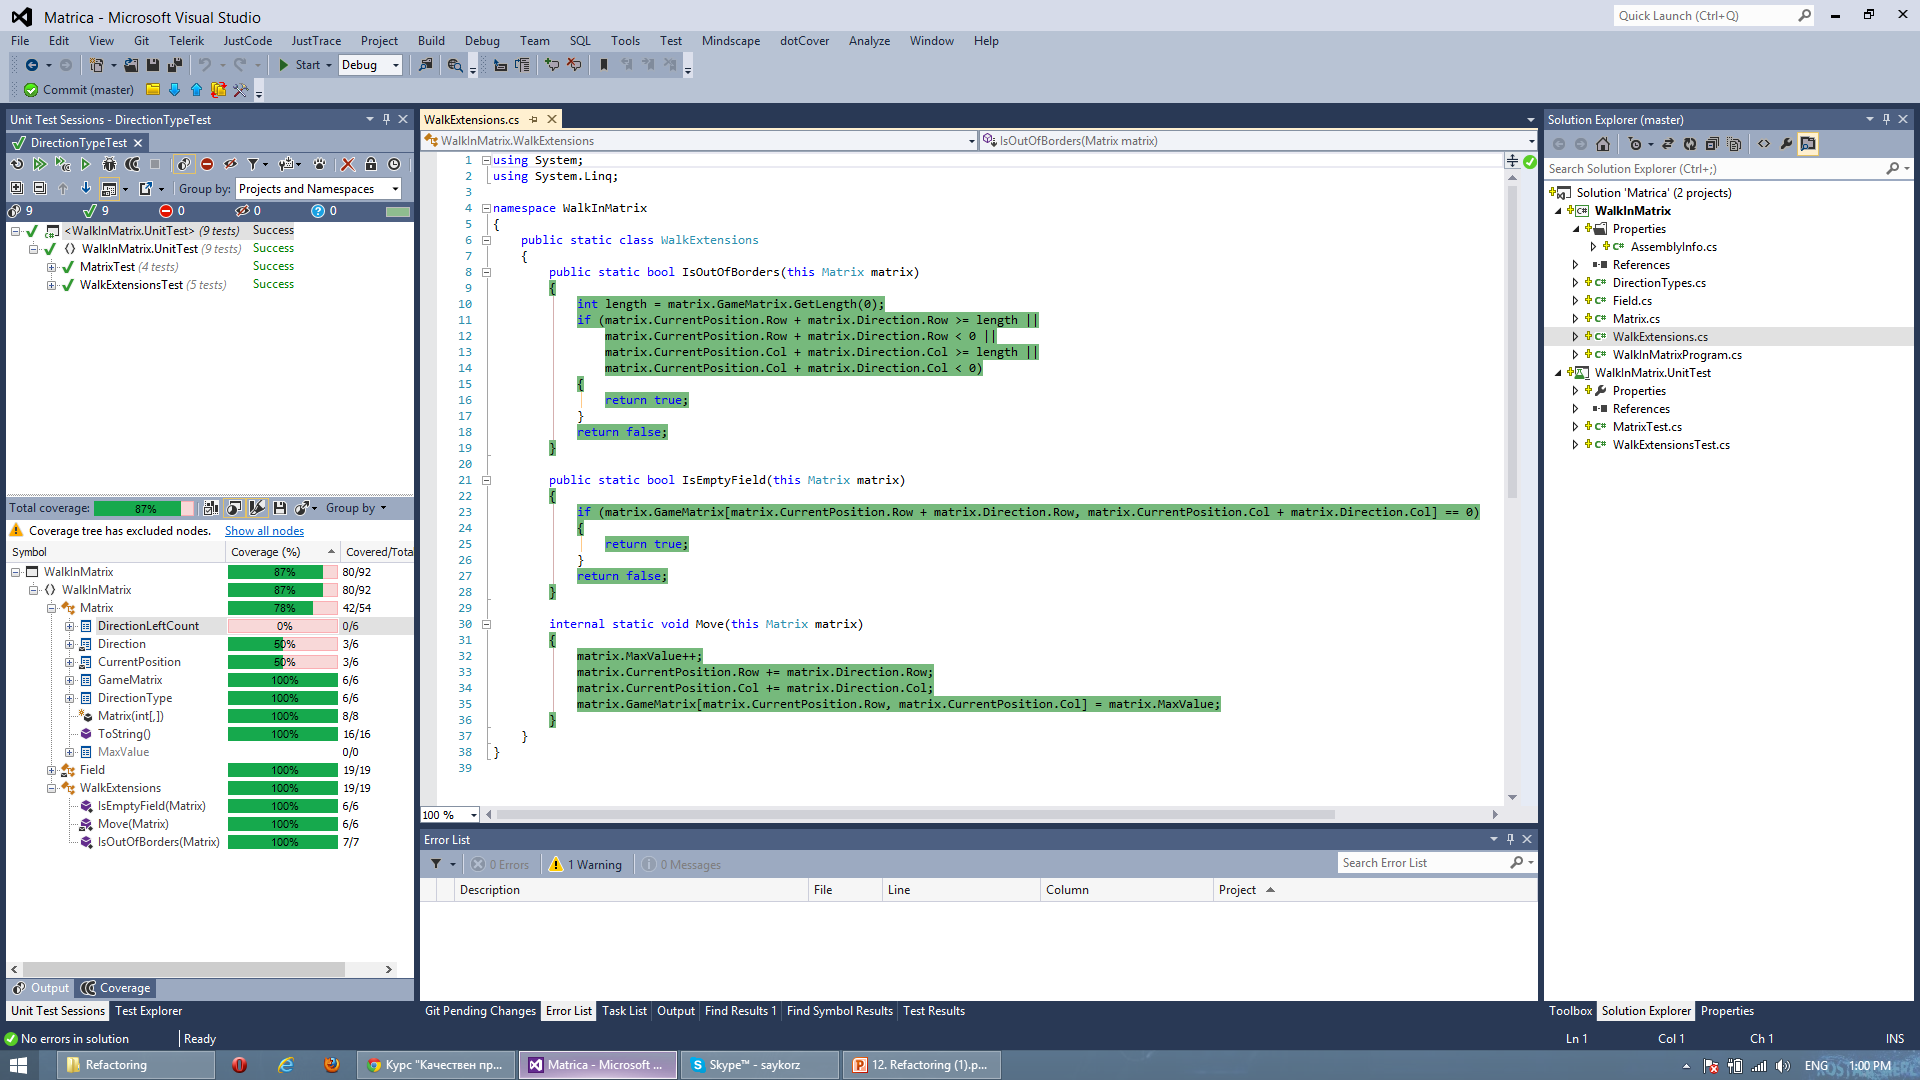 Matrica - Microsoft Visual Studio
Quick Launch (Ctrl+Q)
File Edit View Git Telerik JustCode JustTrace Project Build Debug Team SQL Tools Test Mindscape dotCover Analyze Window Help
Start Debug
Commit (master)
Unit Test Sessions - DirectionTypeTest
DirectionTypeTest
Group by: Projects and Namespaces
9 9 0 0 0
<WalkInMatrix.UnitTest> (9 tests) Success
WalkInMatrix.UnitTest (9 tests) Success
MatrixTest (4 tests) Success
WalkExtensionsTest (5 tests) Success
Total coverage: 87% Group by
Coverage tree has excluded nodes. Show all nodes
Symbol Coverage (%) Covered/Total
WalkInMatrix 87% 80/92
WalkInMatrix 87% 80/92
Matrix 78% 42/54
DirectionLeftCount 0% 0/6
Direction 50% 3/6
CurrentPosition 50% 3/6
GameMatrix 100% 6/6
DirectionType 100% 6/6
Matrix(int[,]) 100% 8/8
ToString() 100% 16/16
MaxValue 0/0
Field 100% 19/19
WalkExtensions 100% 19/19
IsEmptyField(Matrix) 100% 6/6
Move(Matrix) 100% 6/6
IsOutOfBorders(Matrix) 100% 7/7
Output Coverage
Unit Test Sessions Test Explorer
WalkExtensions.cs
WalkInMatrix.WalkExtensions IsOutOfBorders(Matrix matrix)
1 using System;
2 using System.Linq;
3
4 namespace WalkInMatrix
5 {
6 public static class WalkExtensions
7 {
8 public static bool IsOutOfBorders(this Matrix matrix)
9 {
10 int length = matrix.GameMatrix.GetLength(0);
11 if (matrix.CurrentPosition.Row + matrix.Direction.Row >= length ||
12 matrix.CurrentPosition.Row + matrix.Direction.Row < 0 ||
13 matrix.CurrentPosition.Col + matrix.Direction.Col >= length ||
14 matrix.CurrentPosition.Col + matrix.Direction.Col < 0)
15 {
16 return true;
17 }
18 return false;
19 }
20
21 public static bool IsEmptyField(this Matrix matrix)
22 {
23 if (matrix.GameMatrix[matrix.CurrentPosition.Row + matrix.Direction.Row, matrix.CurrentPosition.Col + matrix.Direction.Col] == 0)
24 {
25 return true;
26 }
27 return false;
28 }
29
30 internal static void Move(this Matrix matrix)
31 {
32 matrix.MaxValue++;
33 matrix.CurrentPosition.Row += matrix.Direction.Row;
34 matrix.CurrentPosition.Col += matrix.Direction.Col;
35 matrix.GameMatrix[matrix.CurrentPosition.Row, matrix.CurrentPosition.Col] = matrix.MaxValue;
36 }
37 }
38 }
39
100 %
Error List
0 Errors 1 Warning 0 Messages Search Error List
Description File Line Column Project
Git Pending Changes Error List Task List Output Find Results 1 Find Symbol Results Test Results
Solution Explorer (master)
Search Solution Explorer (Ctrl+;)
Solution 'Matrica' (2 projects)
WalkInMatrix
Properties
AssemblyInfo.cs
References
DirectionTypes.cs
Field.cs
Matrix.cs
WalkExtensions.cs
WalkInMatrixProgram.cs
WalkInMatrix.UnitTest
Properties
References
MatrixTest.cs
WalkExtensionsTest.cs
Toolbox Solution Explorer Properties
No errors in solution Ready Ln 1 Col 1 Ch 1 INS
Refactoring Курс "Качествен пр... Matrica - Microsoft ... Skype™ - saykorz 12. Refactoring (1).p... ENG 1:00 PM